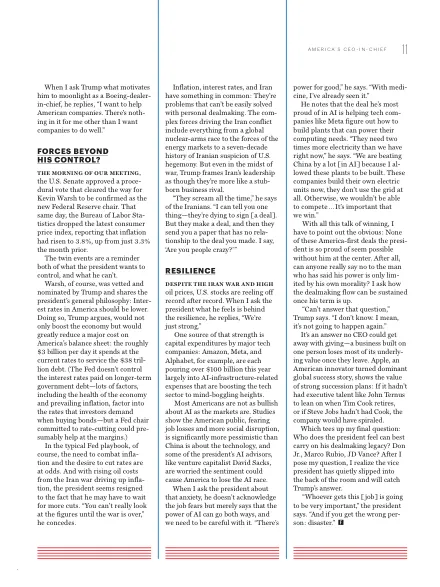 AMERICA'S CEO-IN-CHIEF
When I ask Trump what motivates
him to moonlight as a Boeing-dealer-
in-chief, he replies, "I want to help
American companies. There's noth-
ing in it for me other than I want
companies to do well."
FORCES BEYOND
HIS CONTROL?
THE MORNING OF OUR MEETING,
the U.S. Senate approved a proce-
dural vote that cleared the way for
Kevin Warsh to be confirmed as the
new Federal Reserve chair. That
same day, the Bureau of Labor Sta-
tistics dropped the latest consumer
price index, reporting that inflation
had risen to 3.8%, up from just 3.3%
the month prior.
The twin events are a reminder
both of what the president wants to
control, and what he can't.
Warsh, of course, was vetted and
nominated by Trump and shares the
president's general philosophy: Inter-
est rates in America should be lower.
Doing so, Trump argues, would not
only boost the economy but would
greatly reduce a major cost on
America's balance sheet: the roughly
$3 billion per day it spends at the
current rates to service the $38 tril-
lion debt. (The Fed doesn't control
the interest rates paid on longer-term
government debt—lots of factors,
including the health of the economy
and prevailing inflation, factor into
the rates that investors demand
when buying bonds—but a Fed chair
committed to rate-cutting could pre-
sumably help at the margins.)
In the typical Fed playbook, of
course, the need to combat infla-
tion and the desire to cut rates are
at odds. And with rising oil costs
from the Iran war driving up infla-
tion, the president seems resigned
to the fact that he may have to wait
for more cuts. "You can't really look
at the figures until the war is over,"
he concedes.
Inflation, interest rates, and Iran
have something in common: They're
problems that can't be easily solved
with personal dealmaking. The com-
plex forces driving the Iran conflict
include everything from a global
nuclear-arms race to the forces of the
energy markets to a seven-decade
history of Iranian suspicion of U.S.
hegemony. But even in the midst of
war, Trump frames Iran's leadership
as though they're more like a stub-
born business rival.
"They scream all the time," he says
of the Iranians. "I can tell you one
thing—they're dying to sign [a deal].
But they make a deal, and then they
send you a paper that has no rela-
tionship to the deal you made. I say,
'Are you people crazy?'"
RESILIENCE
DESPITE THE IRAN WAR AND HIGH
oil prices, U.S. stocks are reeling off
record after record. When I ask the
president what he feels is behind
the resilience, he replies, "We're
just strong."
One source of that strength is
capital expenditures by major tech
companies: Amazon, Meta, and
Alphabet, for example, are each
pouring over $100 billion this year
largely into AI-infrastructure-related
expenses that are boosting the tech
sector to mind-boggling heights.
Most Americans are not as bullish
about AI as the markets are. Studies
show the American public, fearing
job losses and more social disruption,
is significantly more pessimistic than
China is about the technology, and
some of the president's AI advisors,
like venture capitalist David Sacks,
are worried the sentiment could
cause America to lose the AI race.
When I ask the president about
that anxiety, he doesn't acknowledge
the job fears but merely says that the
power of AI can go both ways, and
we need to be careful with it. "There's
power for good," he says. "With medi-
cine, I've already seen it."
He notes that the deal he's most
proud of in AI is helping tech com-
panies like Meta figure out how to
build plants that can power their
computing needs. "They need two
times more electricity than we have
right now," he says. "We are beating
China by a lot [in AI] because I al-
lowed these plants to be built. These
companies build their own electric
units now, they don't use the grid at
all. Otherwise, we wouldn't be able
to compete … It's important that
we win."
With all this talk of winning, I
have to point out the obvious: None
of these America-first deals the presi-
dent is so proud of seem possible
without him at the center. After all,
can anyone really say no to the man
who has said his power is only lim-
ited by his own morality? I ask how
the dealmaking flow can be sustained
once his term is up.
"Can't answer that question,"
Trump says. "I don't know. I mean,
it's not going to happen again."
It's an answer no CEO could get
away with giving—a business built on
one person loses most of its underly-
ing value once they leave. Apple, an
American innovator turned dominant
global success story, shows the value
of strong succession plans: If it hadn't
had executive talent like John Ternus
to lean on when Tim Cook retires,
or if Steve Jobs hadn't had Cook, the
company would have spiraled.
Which tees up my final question:
Who does the president feel can best
carry on his dealmaking legacy? Don
Jr., Marco Rubio, JD Vance? After I
pose my question, I realize the vice
president has quietly slipped into
the back of the room and will catch
Trump's answer.
"Whoever gets this [job] is going
to be very important," the president
says. "And if you get the wrong per-
son: disaster."